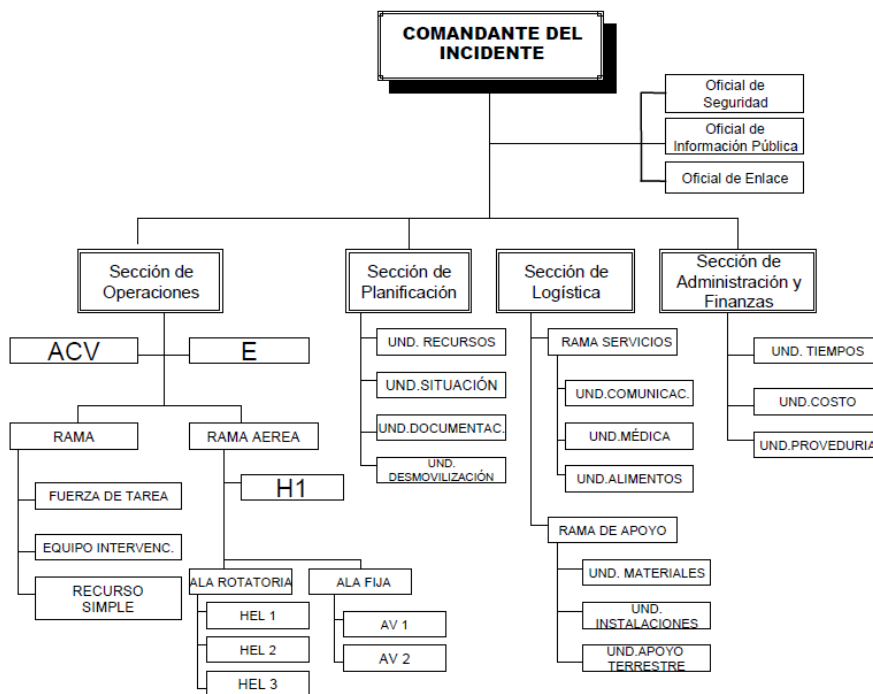 COMANDANTE DEL
INCIDENTE
Oficial de
Seguridad
Oficial de
Información Pública
Oficial de Enlace
Sección de
Operaciones
Sección de
Planificación
Sección de
Logística
Sección de
Administración y
Finanzas
ACV
E
RAMA
RAMA AEREA
FUERZA DE TAREA
EQUIPO INTERVENC.
RECURSO
SIMPLE
H1
ALA ROTATORIA
HEL 1
HEL 2
HEL 3
ALA FIJA
AV 1
AV 2
UND. RECURSOS
UND.SITUACIÓN
UND.DOCUMENTAC.
UND.
DESMOVILIZACIÓN
RAMA SERVICIOS
UND.COMUNICAC.
UND.MÉDICA
UND.ALIMENTOS
RAMA DE APOYO
UND. MATERIALES
UND.
INSTALACIONES
UND.APOYO
TERRESTRE
UND. TIEMPOS
UND.COSTO
UND.PROVEDURIA